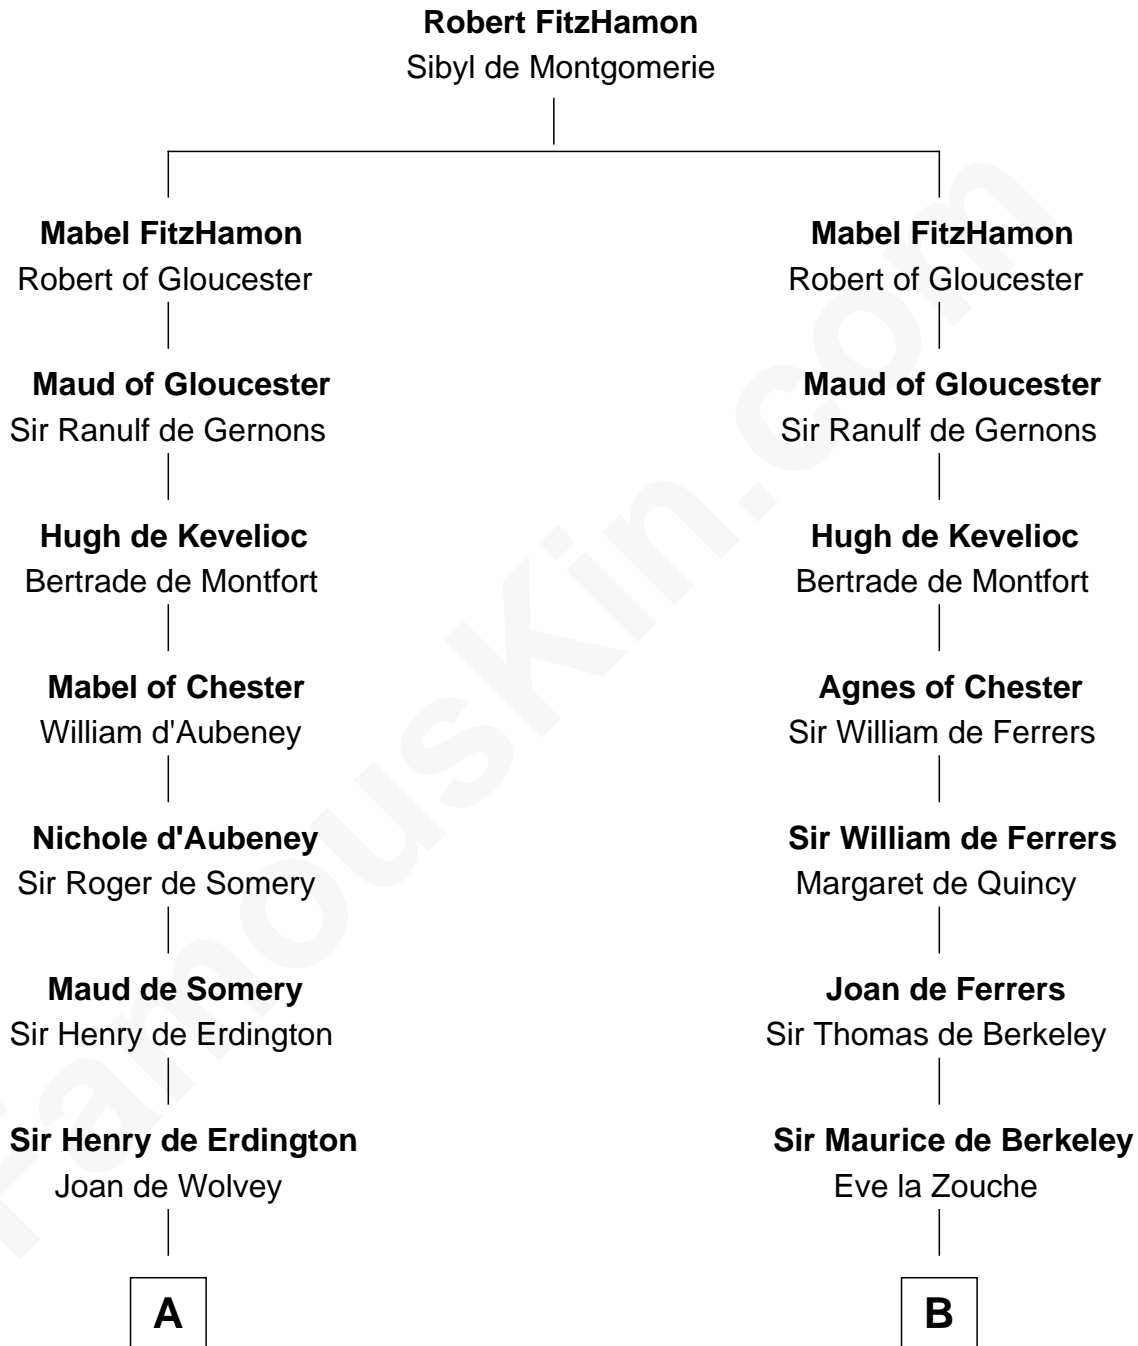 Robert FitzHamon
Sibyl de Montgomerie
Mabel FitzHamon
Robert of Gloucester
Maud of Gloucester
Sir Ranulf de Gernons
Hugh de Kevelioc
Bertrade de Montfort
Mabel of Chester
William d'Aubeney
Nichole d'Aubeney
Sir Roger de Somery
Maud de Somery
Sir Henry de Erdington
Sir Henry de Erdington
Joan de Wolvey
A
Mabel FitzHamon
Robert of Gloucester
Maud of Gloucester
Sir Ranulf de Gernons
Hugh de Kevelioc
Bertrade de Montfort
Agnes of Chester
Sir William de Ferrers
Sir William de Ferrers
Margaret de Quincy
Joan de Ferrers
Sir Thomas de Berkeley
Sir Maurice de Berkeley
Eve la Zouche
B
FamousKin.com